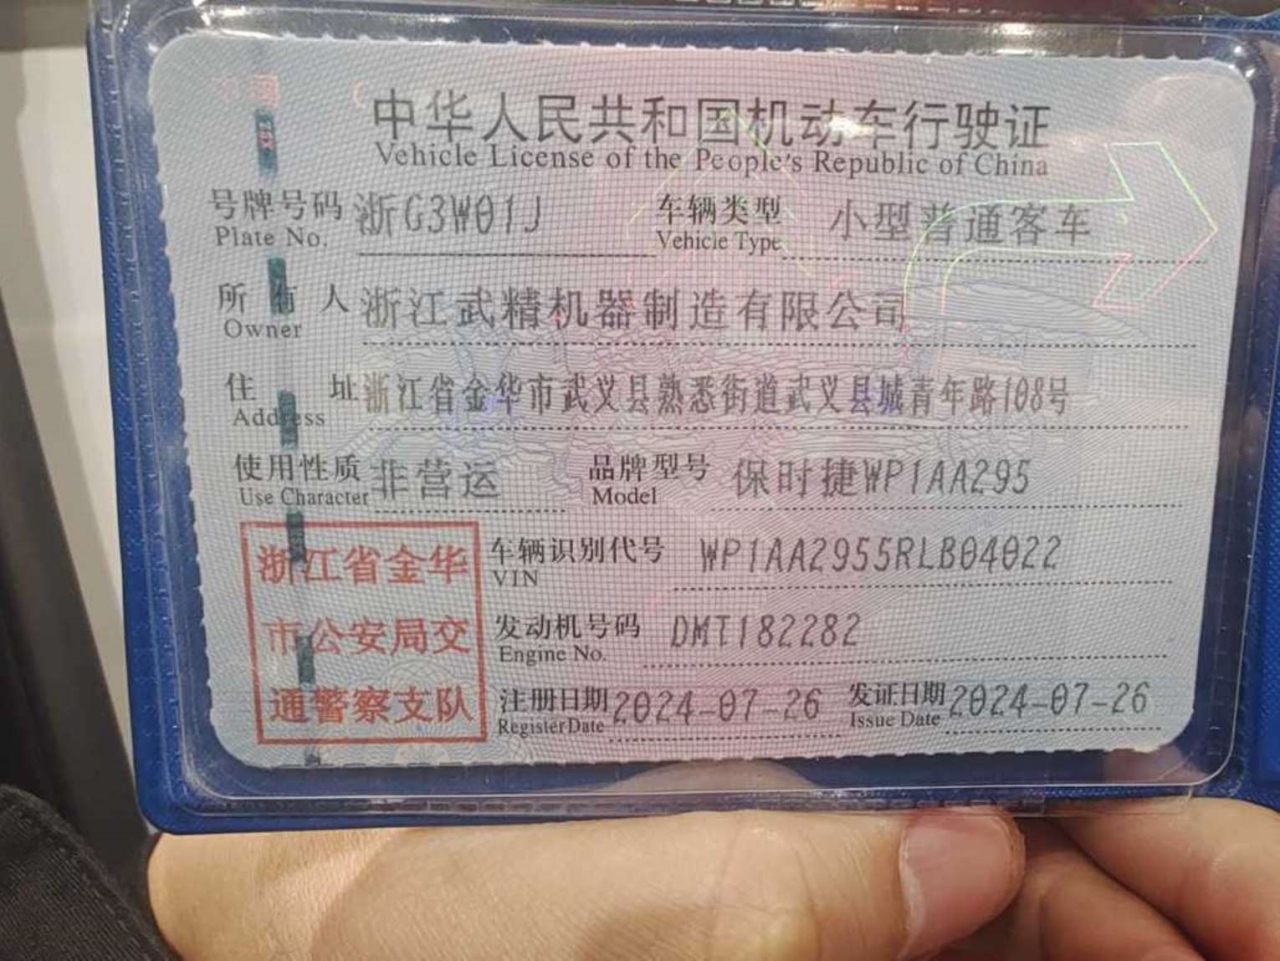 中华人民共和国机动车行驶证
Vehicle License of the People's Republic of China
号牌号码 浙G3W01J 车辆类型 小型普通客车
Plate No. Vehicle Type
所有人 浙江武精机器制造有限公司
Owner
住址 浙江省金华市武义县熟悉街道武义县城青年路108号
Address
使用性质 非营运 品牌型号 保时捷WP1AA295
Use Character Model
浙江省金华
市公安局交
通警察支队
车辆识别代号 WP1AA2955RLB04022
VIN
发动机号码 DMT182282
Engine No.
注册日期 2024-07-26 发证日期 2024-07-26
Register Date Issue Date